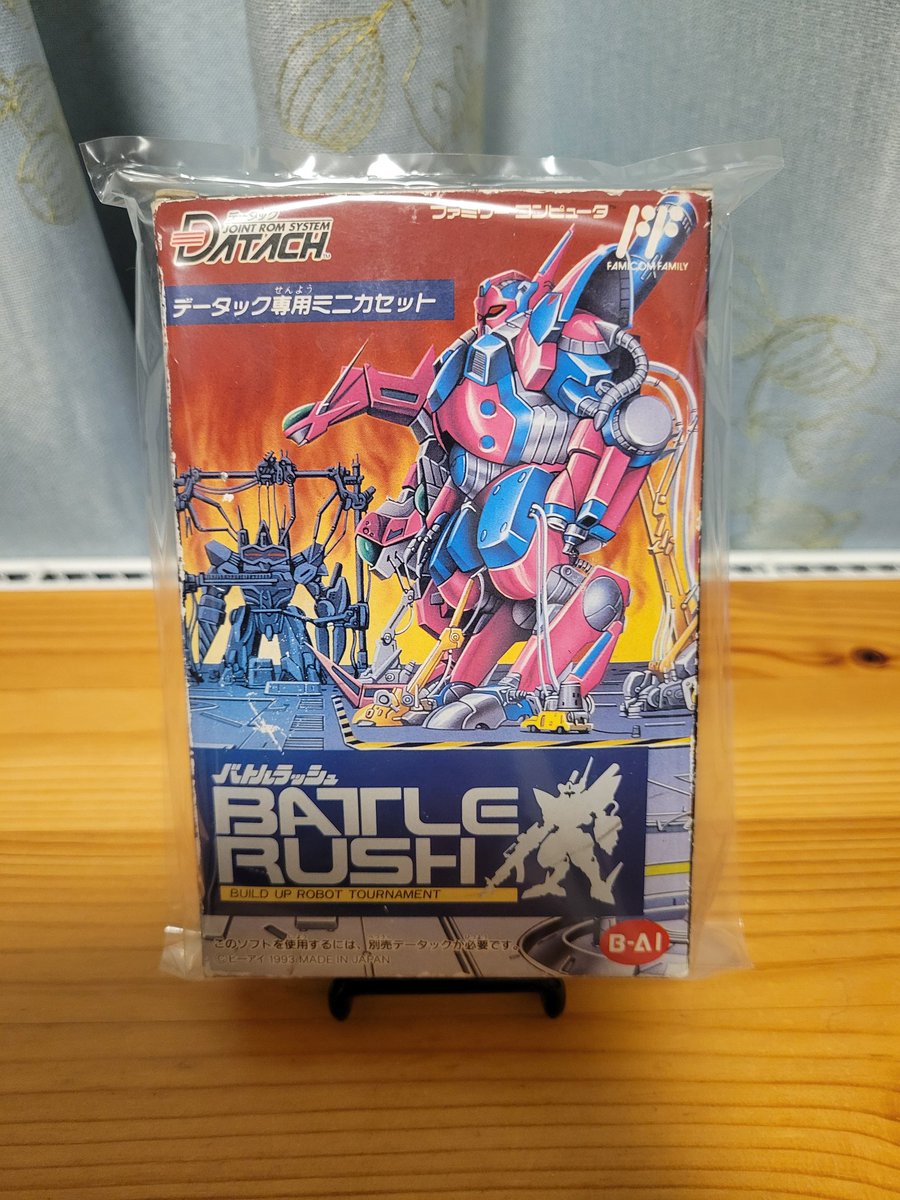 データック
JOINT ROM SYSTEM
DATACH
TM
ファミリーコンピュータ
FF
FAMICOM FAMILY
せんよう
データック専用ミニカセット
バトルラッシュ
BATTLE
RUSH
BUILD UP ROBOT TOURNAMENT
このソフトを使用するには、別売データックが必要です。
© ビーアイ 1993 MADE IN JAPAN
B-AI